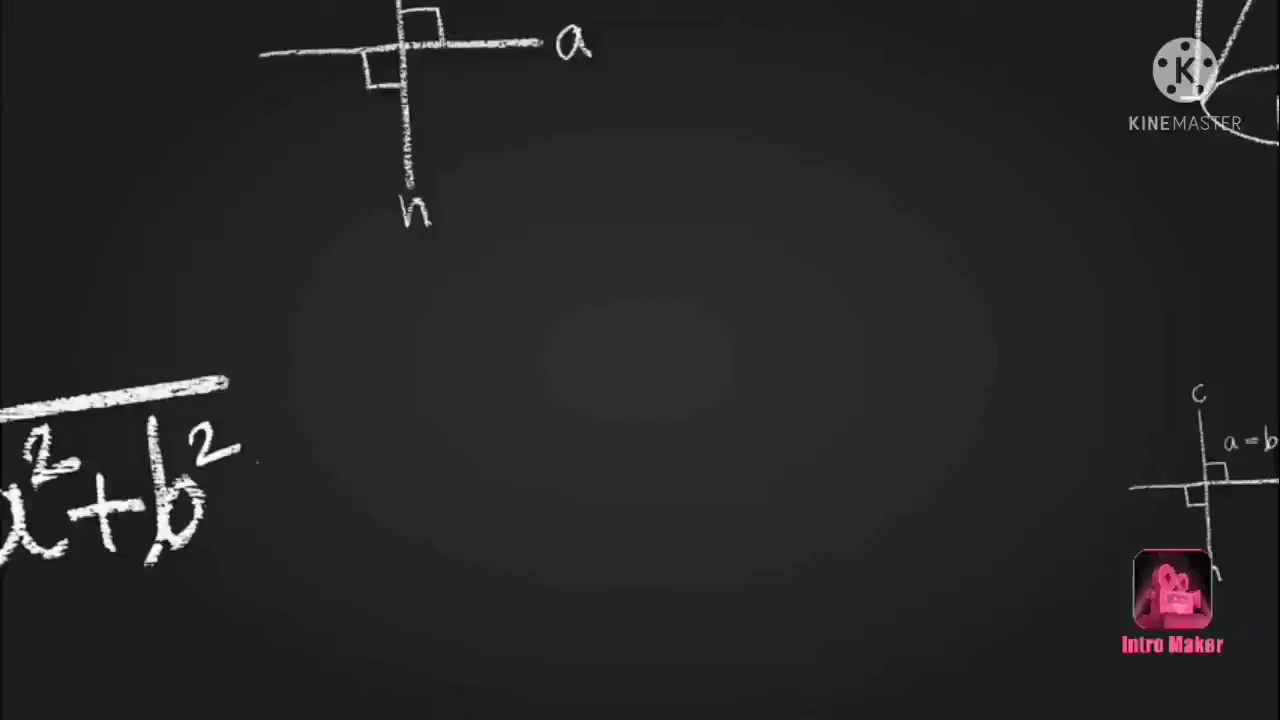 a
KINEMASTER
n
c
a = b
a²+b²
Intro Maker